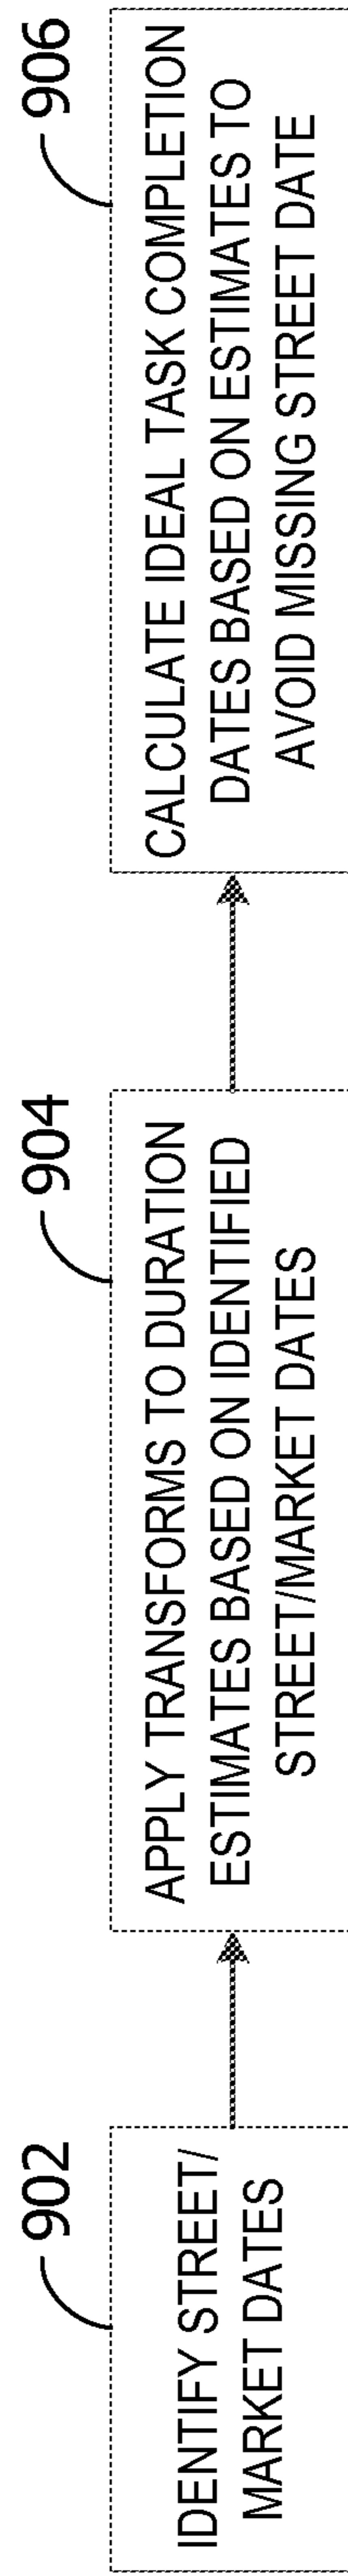 902
IDENTIFY STREET/
MARKET DATES
904
APPLY TRANSFORMS TO DURATION
ESTIMATES BASED ON IDENTIFIED
STREET/MARKET DATES
906
CALCULATE IDEAL TASK COMPLETION
DATES BASED ON ESTIMATES TO
AVOID MISSING STREET DATE